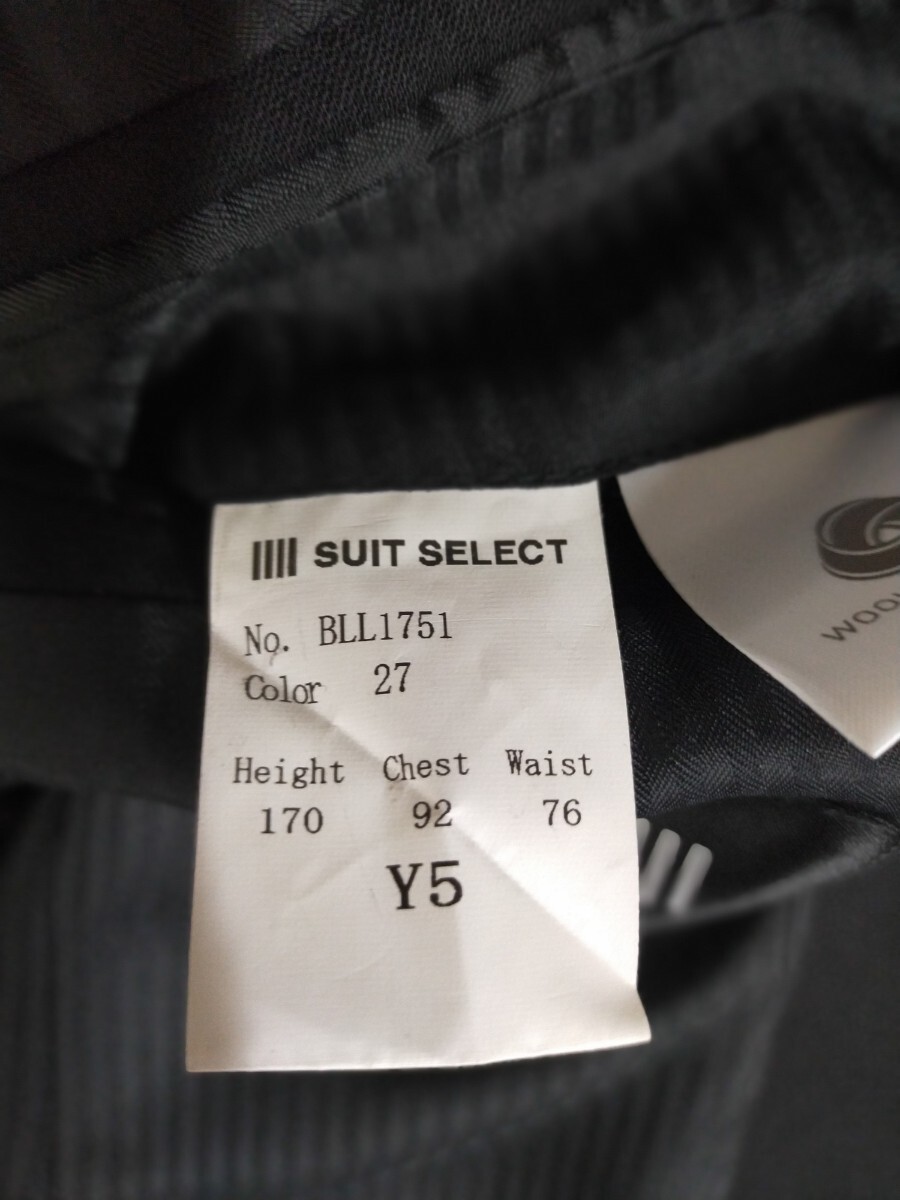 SUIT SELECT
No. BLL1751
Color 27
Height Chest Waist
170 92 76
Y5